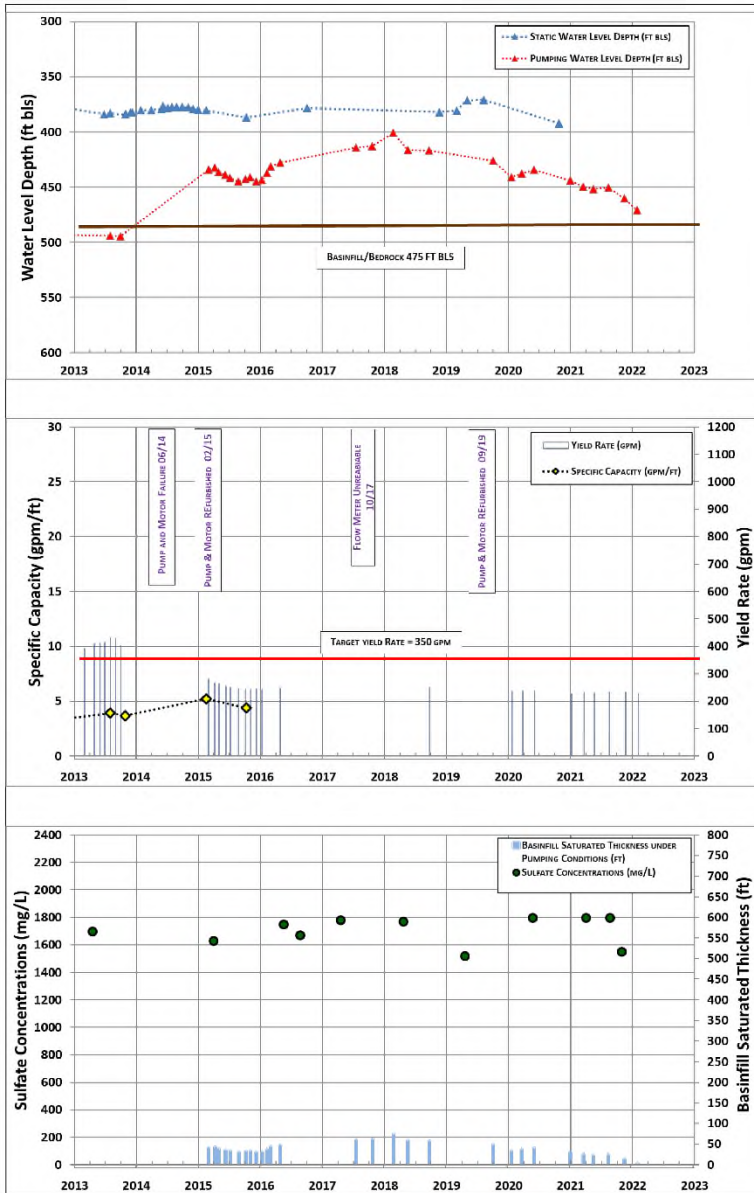 300
350
400
450
500
550
600
Water Level Depth (ft bls)
Static Water Level Depth (ft bls)
Pumping Water Level Depth (ft bls)
Basinfill/Bedrock 475 ft bls
2013 2014 2015 2016 2017 2018 2019 2020 2021 2022 2023
30
25
20
15
10
5
0
Specific Capacity (gpm/ft)
Pump and Motor Failure 06/14
Pump & Motor REfurbished 02/15
Flow Meter Unreabiable
10/17
Pump & Motor REfurbished 09/19
Yield Rate (gpm)
Specific Capacity (gpm/ft)
Target yield Rate = 350 gpm
1200
1100
1000
900
800
700
600
500
400
300
200
100
0
Yield Rate (gpm)
2013 2014 2015 2016 2017 2018 2019 2020 2021 2022 2023
2400
2200
2000
1800
1600
1400
1200
1000
800
600
400
200
0
Sulfate Concentrations (mg/L)
Basinfill Saturated Thickness under
Pumping Conditions (ft)
Sulfate Concentrations (mg/L)
800
750
700
650
600
550
500
450
400
350
300
250
200
150
100
50
0
Basinfill Saturated Thickness (ft)
2013 2014 2015 2016 2017 2018 2019 2020 2021 2022 2023